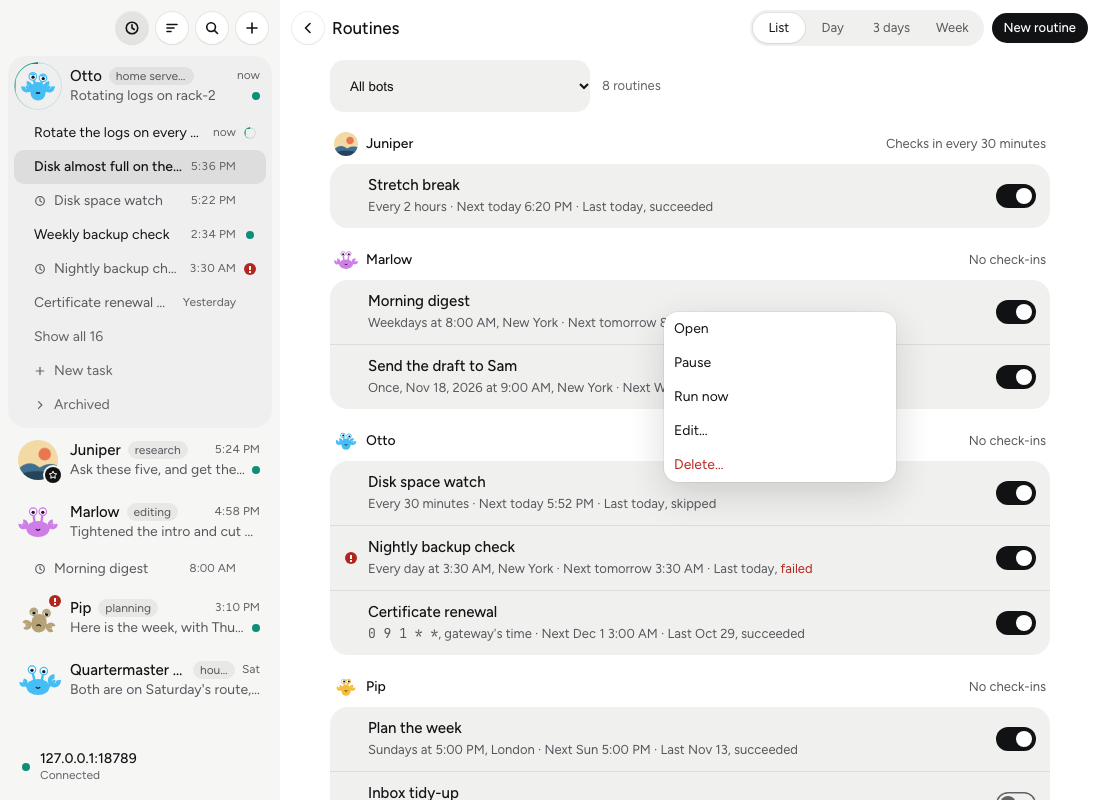 Routines
List
Day
3 days
Week
New routine
Otto
home serve...
now
Rotating logs on rack-2
Rotate the logs on every ...
now
Disk almost full on the...
5:36 PM
Disk space watch
5:22 PM
Weekly backup check
2:34 PM
Nightly backup ch...
3:30 AM
Certificate renewal ...
Yesterday
Show all 16
New task
Archived
Juniper
research
5:24 PM
Ask these five, and get the...
Marlow
editing
4:58 PM
Tightened the intro and cut ...
Morning digest
8:00 AM
Pip
planning
3:10 PM
Here is the week, with Thu...
Quartermaster ...
hou...
Sat
Both are on Saturday's route,...
127.0.0.1:18789
Connected
All bots
8 routines
Juniper
Checks in every 30 minutes
Stretch break
Every 2 hours · Next today 6:20 PM · Last today, succeeded
Marlow
No check-ins
Morning digest
Weekdays at 8:00 AM, New York · Next tomorrow
Send the draft to Sam
Once, Nov 18, 2026 at 9:00 AM, New York · Next
Open
Pause
Run now
Edit...
Delete...
Otto
No check-ins
Disk space watch
Every 30 minutes · Next today 5:52 PM · Last today, skipped
Nightly backup check
Every day at 3:30 AM, New York · Next tomorrow 3:30 AM · Last today, failed
Certificate renewal
0 9 1 * *, gateway's time · Next Dec 1 3:00 AM · Last Oct 29, succeeded
Pip
No check-ins
Plan the week
Sundays at 5:00 PM, London · Next Sun 5:00 PM · Last Nov 13, succeeded
Inbox tidy-up